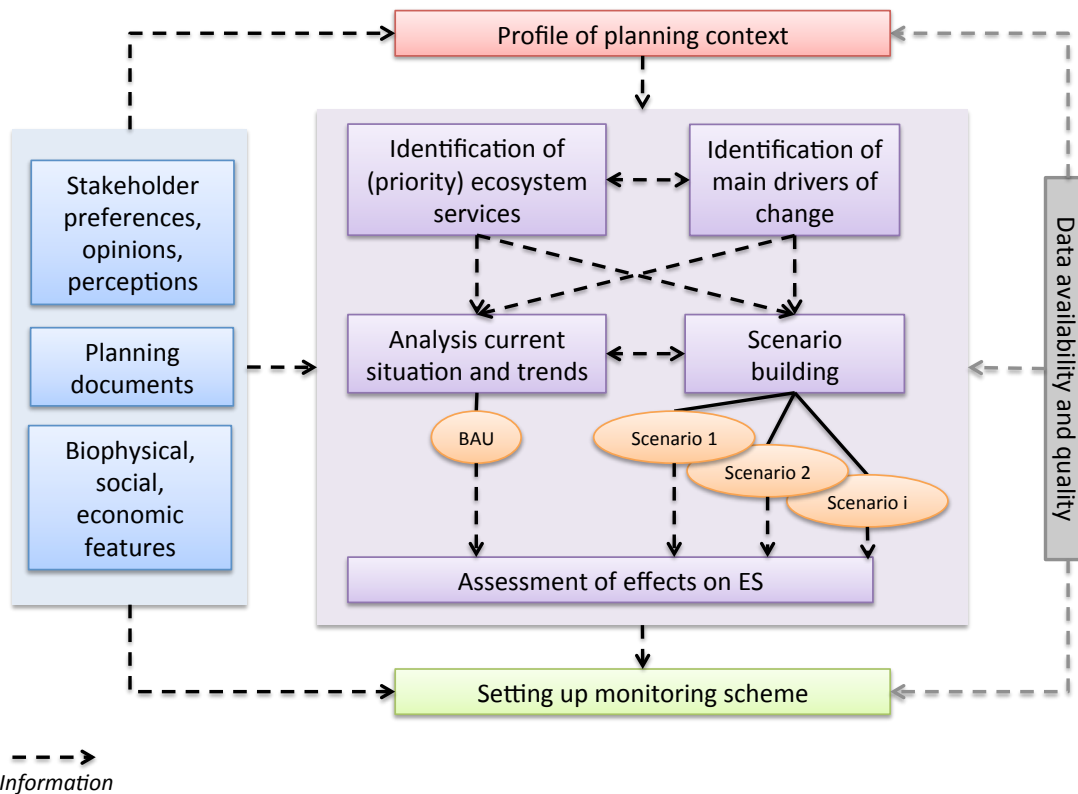 Profile of planning context
Stakeholder
preferences,
opinions,
perceptions
Planning
documents
Biophysical,
social,
economic
features
Identification of
(priority) ecosystem
services
Identification of
main drivers of
change
Analysis current
situation and trends
Scenario
building
BAU
Scenario 1
Scenario 2
Scenario i
Assessment of effects on ES
Setting up monitoring scheme
Data availability and quality
Information